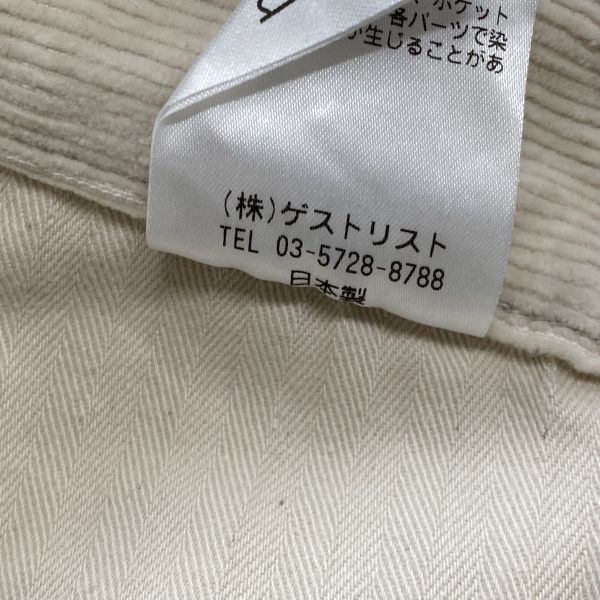 ポケット
各パーツで染
が生じることがあ
(株)ゲストリスト
TEL 03-5728-8788
日本製